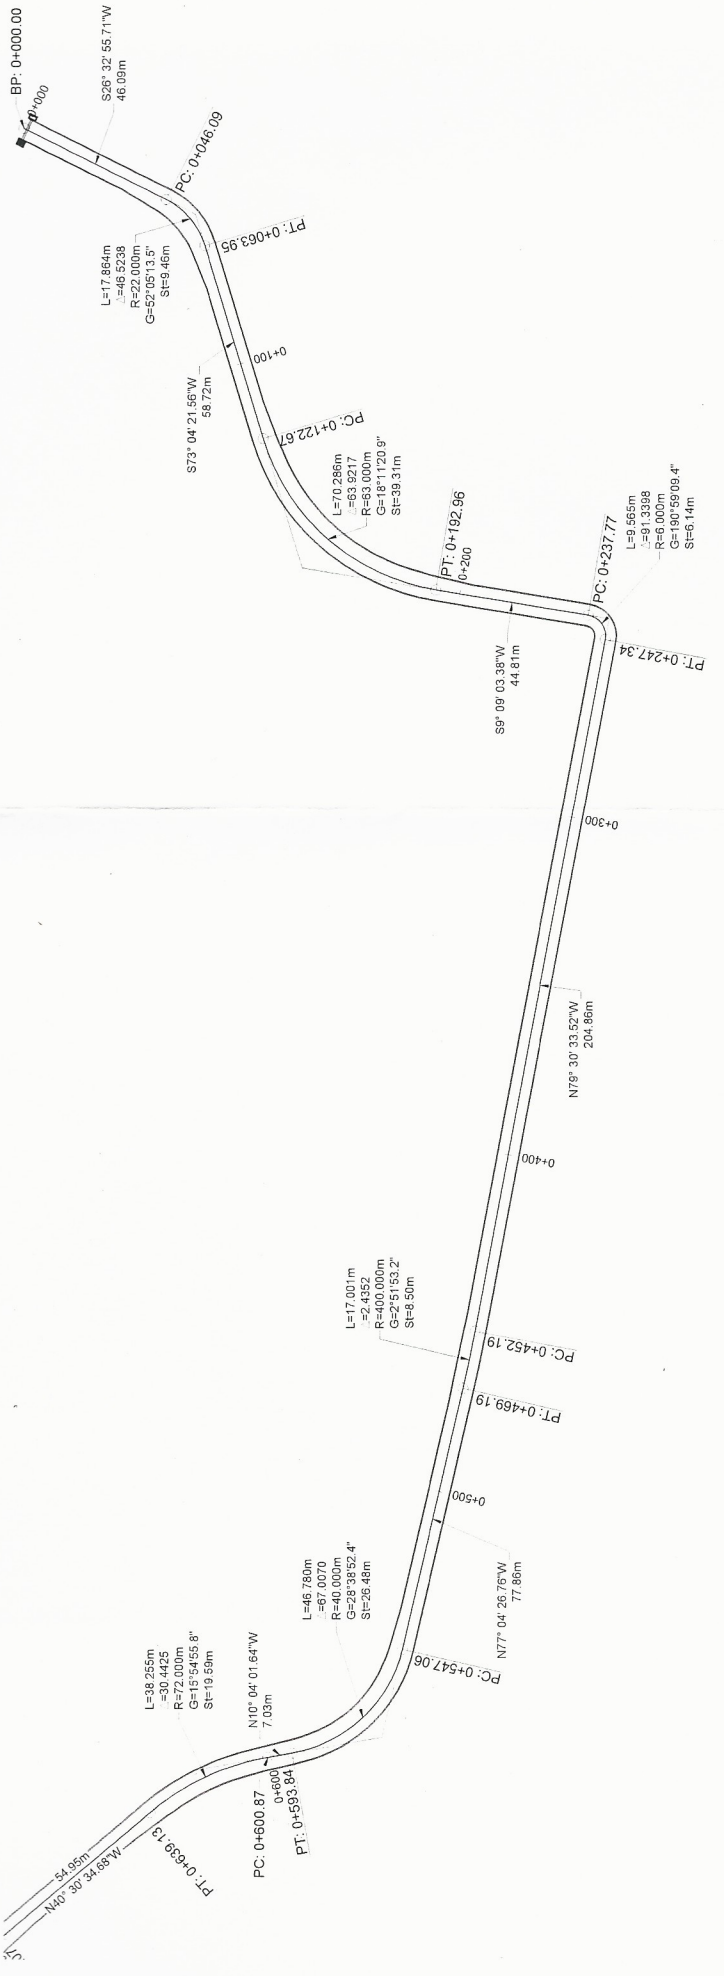 BP: 0+000.00
0+000
S26° 32' 55.71"W
46.09m
PC: 0+046.09
L=17.864m
△=46.5238
R=22.000m
G=52°05'13.5"
St=9.46m
PT: 0+063.95
S73° 04' 21.56"W
58.72m
0+100
PC: 0+122.67
L=70.286m
△=63.9217
R=63.000m
G=18°11'20.9"
St=39.31m
PT: 0+192.96
0+200
S9° 09' 03.38"W
44.81m
PC: 0+237.77
L=9.565m
△=91.3398
R=6.000m
G=190°59'09.4"
St=6.14m
PT: 0+247.34
0+300
N79° 30' 33.52"W
204.86m
0+400
L=17.001m
△=2.4352
R=400.000m
G=2°51'53.2"
St=8.50m
PC: 0+452.19
PT: 0+469.19
0+500
N77° 04' 26.76"W
77.86m
PC: 0+547.06
L=46.780m
△=67.0070
R=40.000m
G=28°38'52.4"
St=26.48m
PT: 0+593.84
0+600
N10° 04' 01.64"W
7.03m
PC: 0+600.87
L=38.255m
△=30.4425
R=72.000m
G=15°54'55.8"
St=19.59m
PT: 0+639.13
54.95m
N40° 30' 34.68"W